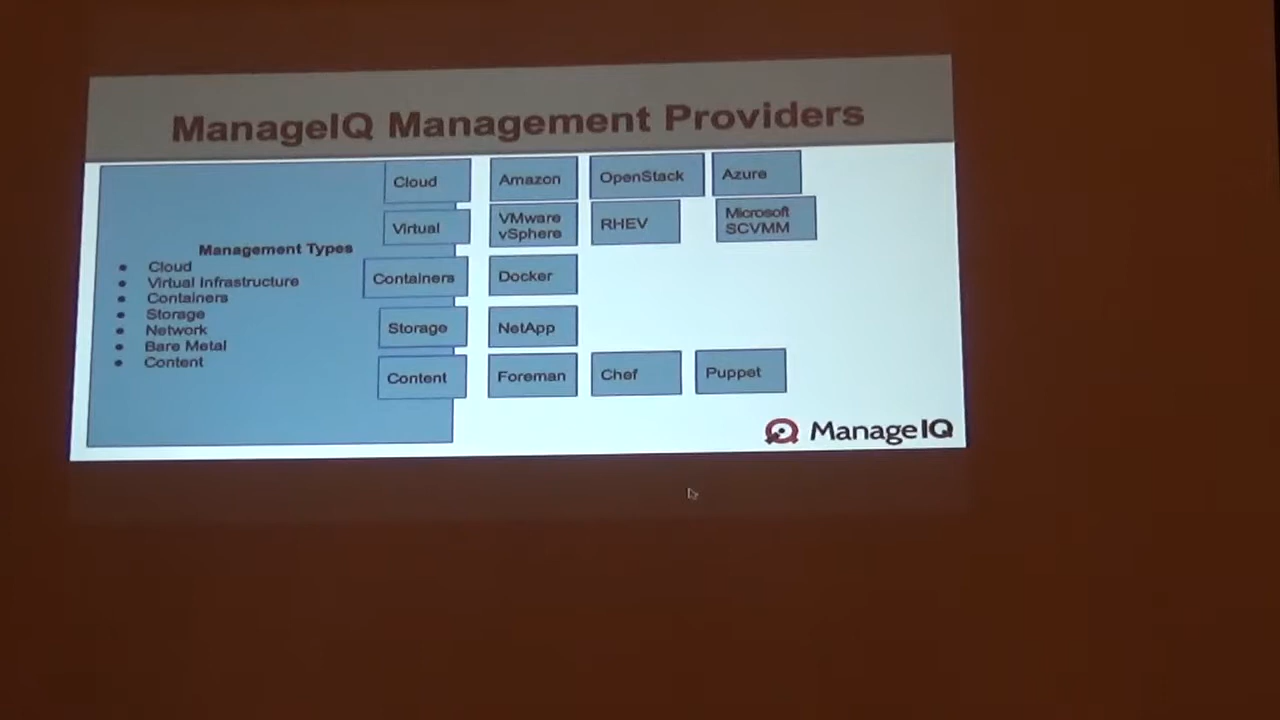 ManageIQ Management Providers
Management Types
Cloud
Virtual Infrastructure
Containers
Storage
Network
Bare Metal
Content
Cloud
Amazon
OpenStack
Azure
Virtual
VMware
vSphere
RHEV
Microsoft
SCVMM
Containers
Docker
Storage
NetApp
Content
Foreman
Chef
Puppet
ManageIQ